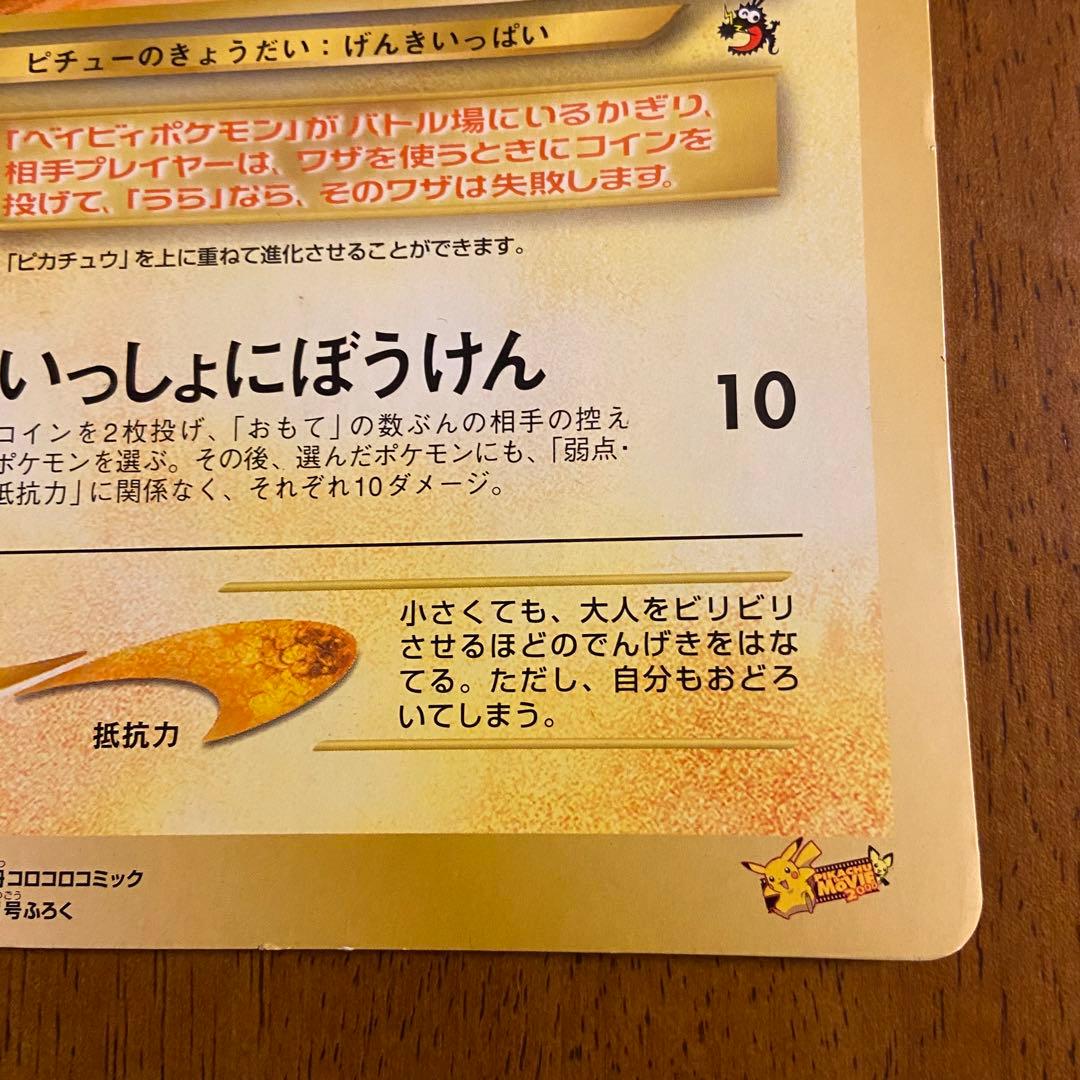 ピチューのきょうだい：げんきいっぱい
「ベイビィポケモン」がバトル場にいるかぎり、
相手プレイヤーは、ワザを使うときにコインを
投げて、「うら」なら、そのワザは失敗します。
「ピカチュウ」を上に重ねて進化させることができます。
いっしょにぼうけん 10
コインを2枚投げ、「おもて」の数ぶんの相手の控え
ポケモンを選ぶ。その後、選んだポケモンにも、「弱点・
抵抗力」に関係なく、それぞれ10ダメージ。
小さくても、大人をビリビリ
させるほどのでんげきをはな
てる。ただし、自分もおどろ
いてしまう。
抵抗力
コロコロコミック
号ふろく
ごう
PIKACHU
MOVIE
2000